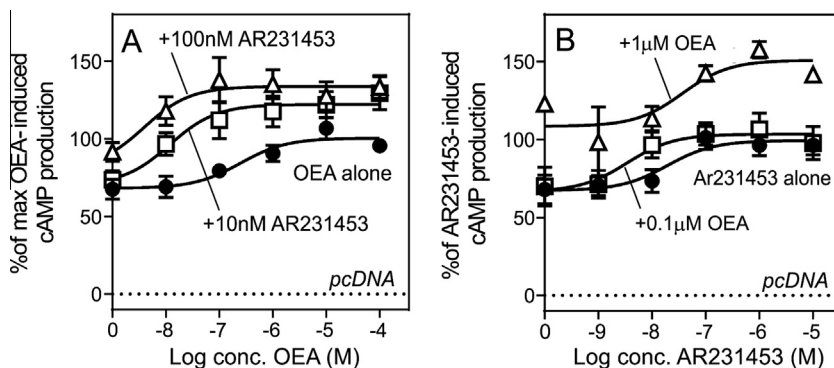 A
%of max OEA-induced
cAMP production
150
100
50
0
+100nM AR231453
OEA alone
+10nM AR231453
pcDNA
0 -8 -7 -6 -5 -4
Log conc. OEA (M)
B
%of AR231453-induced
cAMP production
150
100
50
0
+1µM OEA
Ar231453 alone
+0.1µM OEA
pcDNA
0 -9 -8 -7 -6 -5
Log conc. AR231453 (M)